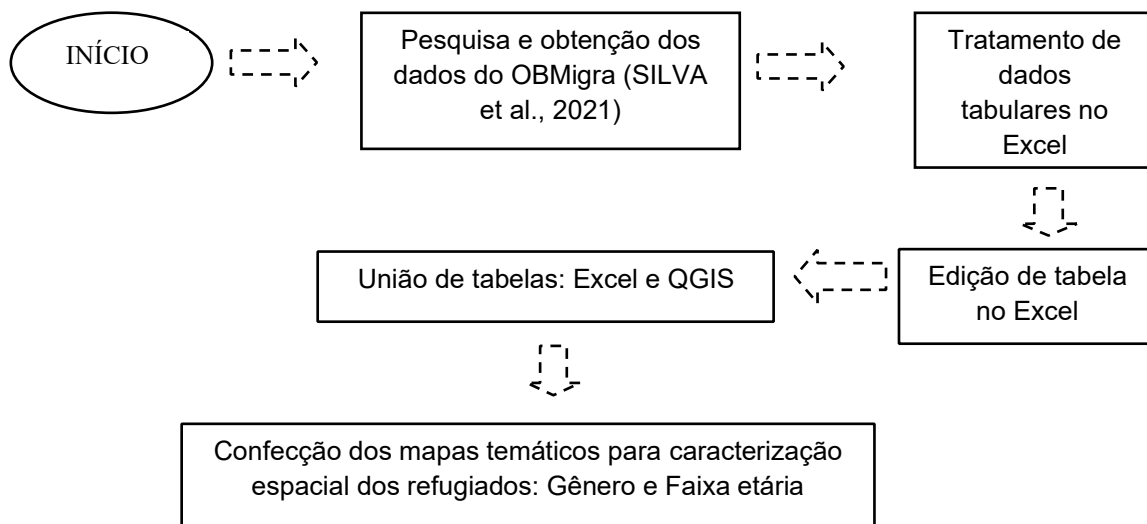 INÍCIO
Pesquisa e obtenção dos
dados do OBMigra (SILVA
et al., 2021)
Tratamento de
dados
tabulares no
Excel
Edição de tabela
no Excel
União de tabelas: Excel e QGIS
Confecção dos mapas temáticos para caracterização
espacial dos refugiados: Gênero e Faixa etária